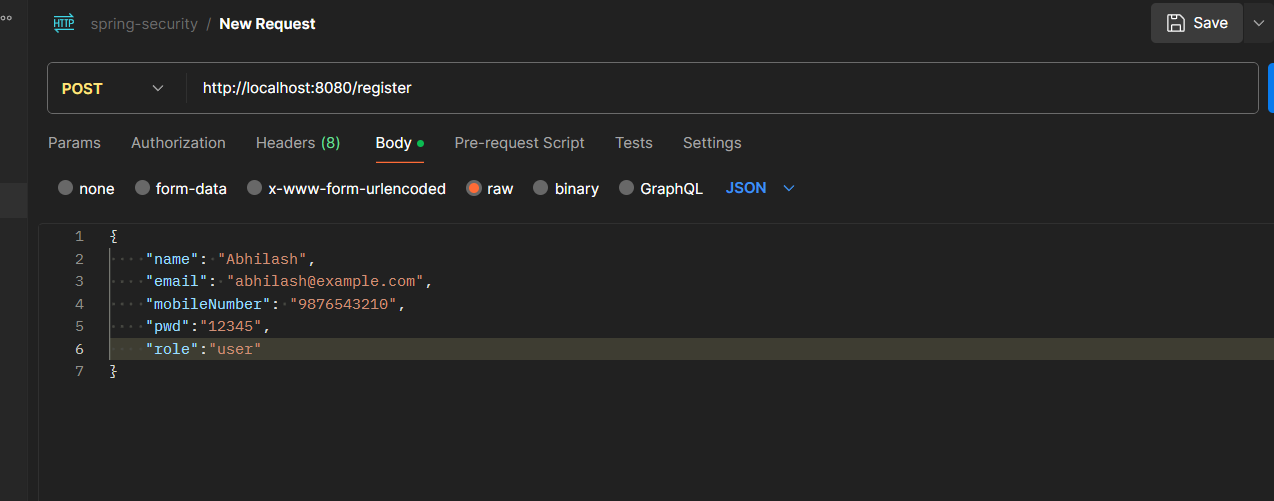 HTTP spring-security / New Request Save
POST http://localhost:8080/register
Params Authorization Headers (8) Body Pre-request Script Tests Settings
none form-data x-www-form-urlencoded raw binary GraphQL JSON
1 {
2 "name": "Abhilash",
3 "email": "abhilash@example.com",
4 "mobileNumber": "9876543210",
5 "pwd":"12345",
6 "role":"user"
7 }